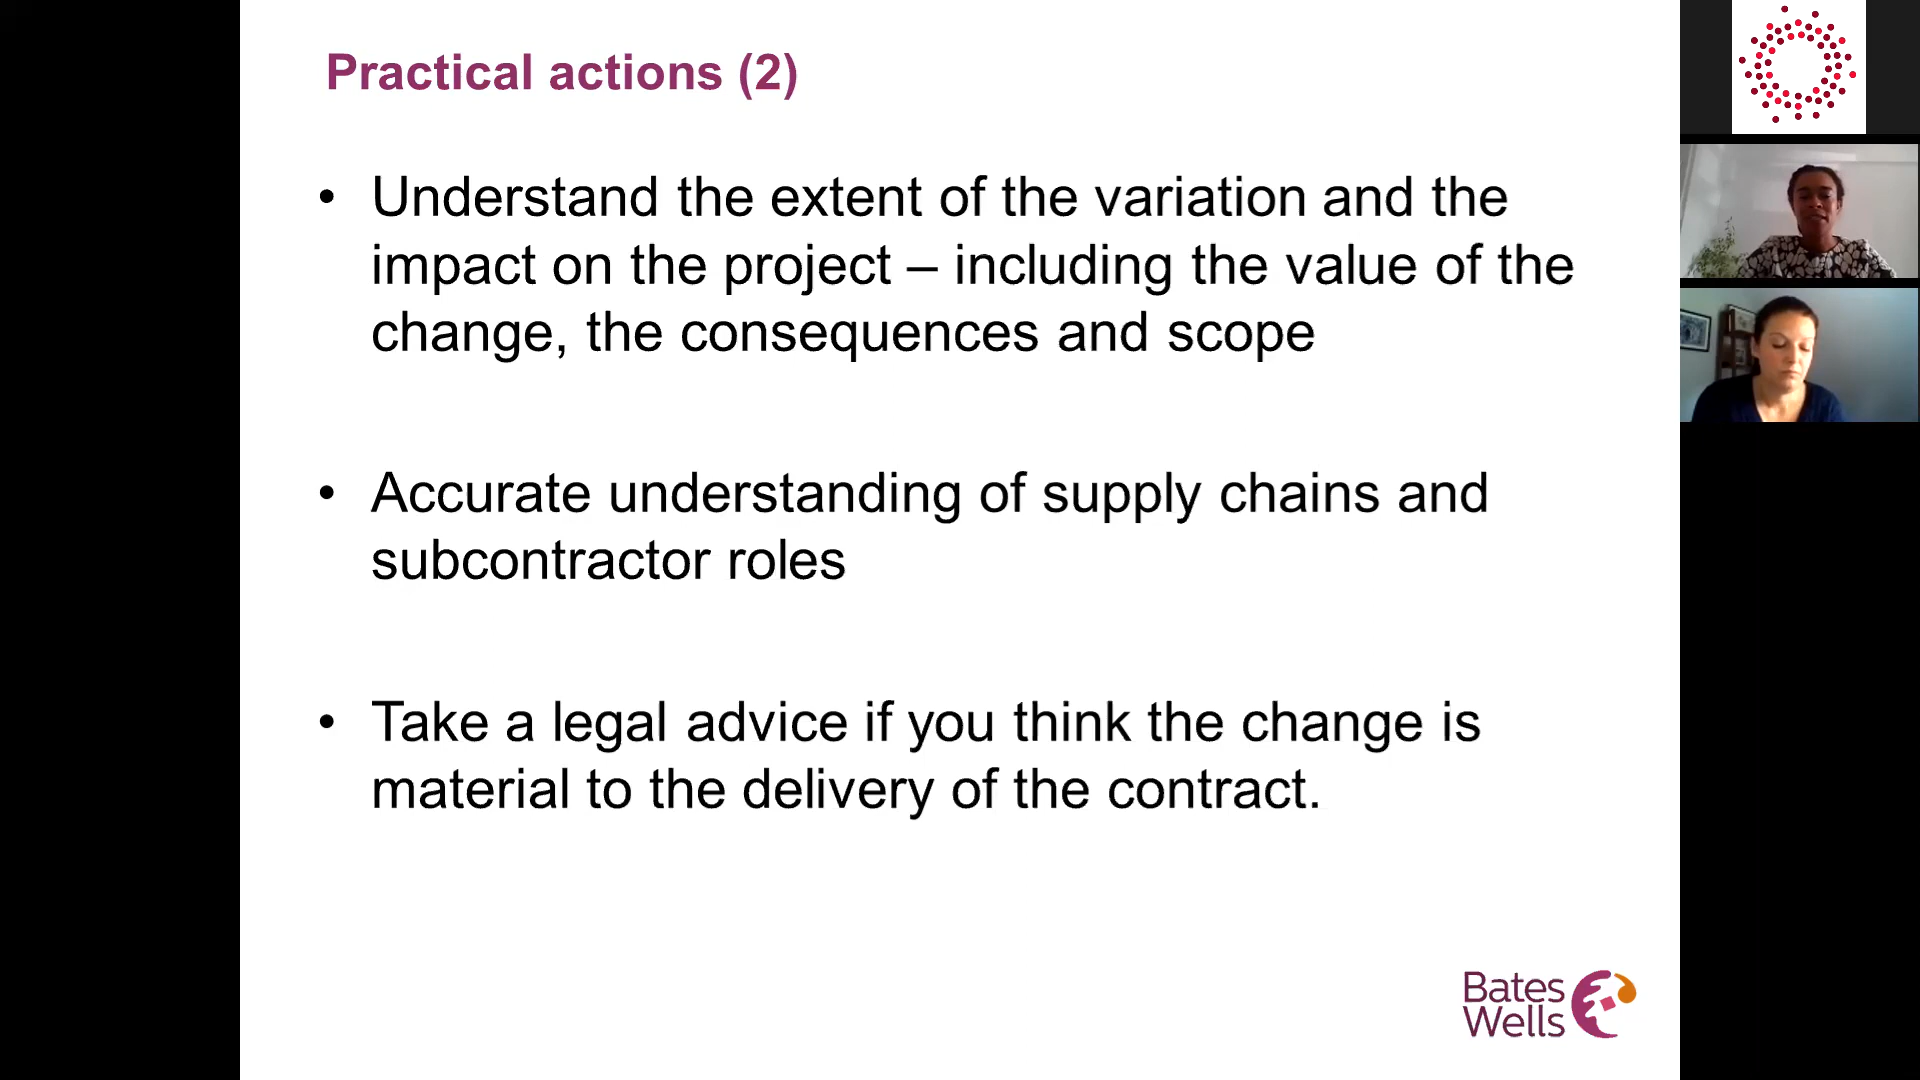 Practical actions (2)
• Understand the extent of the variation and the
impact on the project – including the value of the
change, the consequences and scope
• Accurate understanding of supply chains and
subcontractor roles
• Take a legal advice if you think the change is
material to the delivery of the contract.
Bates
Wells